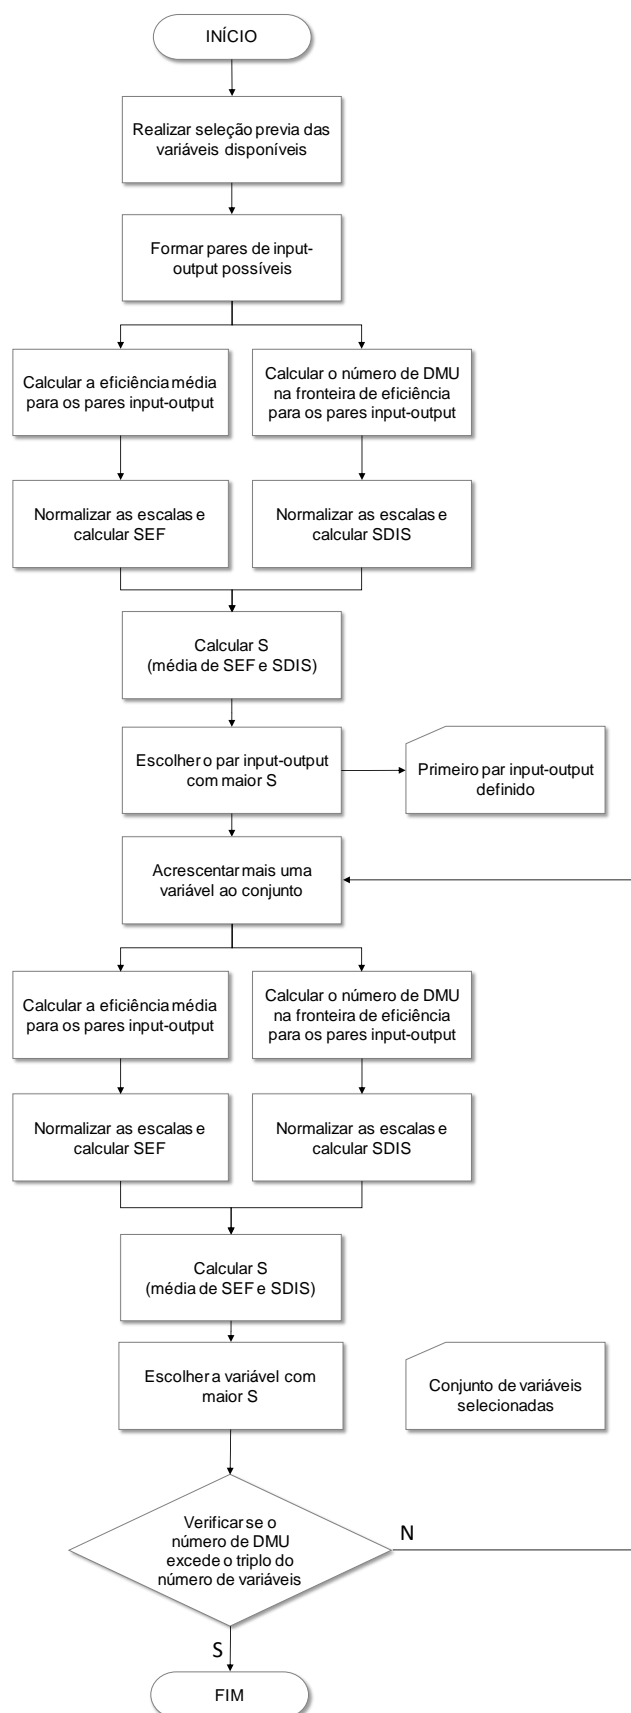 INÍCIO
Realizar seleção previa das
variáveis disponíveis
Formar pares de input-
output possíveis
Calcular a eficiência média
para os pares input-output
Calcular o número de DMU
na fronteira de eficiência
para os pares input-output
Normalizar as escalas e
calcular SEF
Normalizar as escalas e
calcular SDIS
Calcular S
(média de SEF e SDIS)
Escolher o par input-output
com maior S
Primeiro par input-output
definido
Acrescentar mais uma
variável ao conjunto
Calcular a eficiência média
para os pares input-output
Calcular o número de DMU
na fronteira de eficiência
para os pares input-output
Normalizar as escalas e
calcular SEF
Normalizar as escalas e
calcular SDIS
Calcular S
(média de SEF e SDIS)
Escolher a variável com
maior S
Conjunto de variáveis
selecionadas
Verificar se o
número de DMU
excede o triplo do
número de variáveis
N
S
FIM